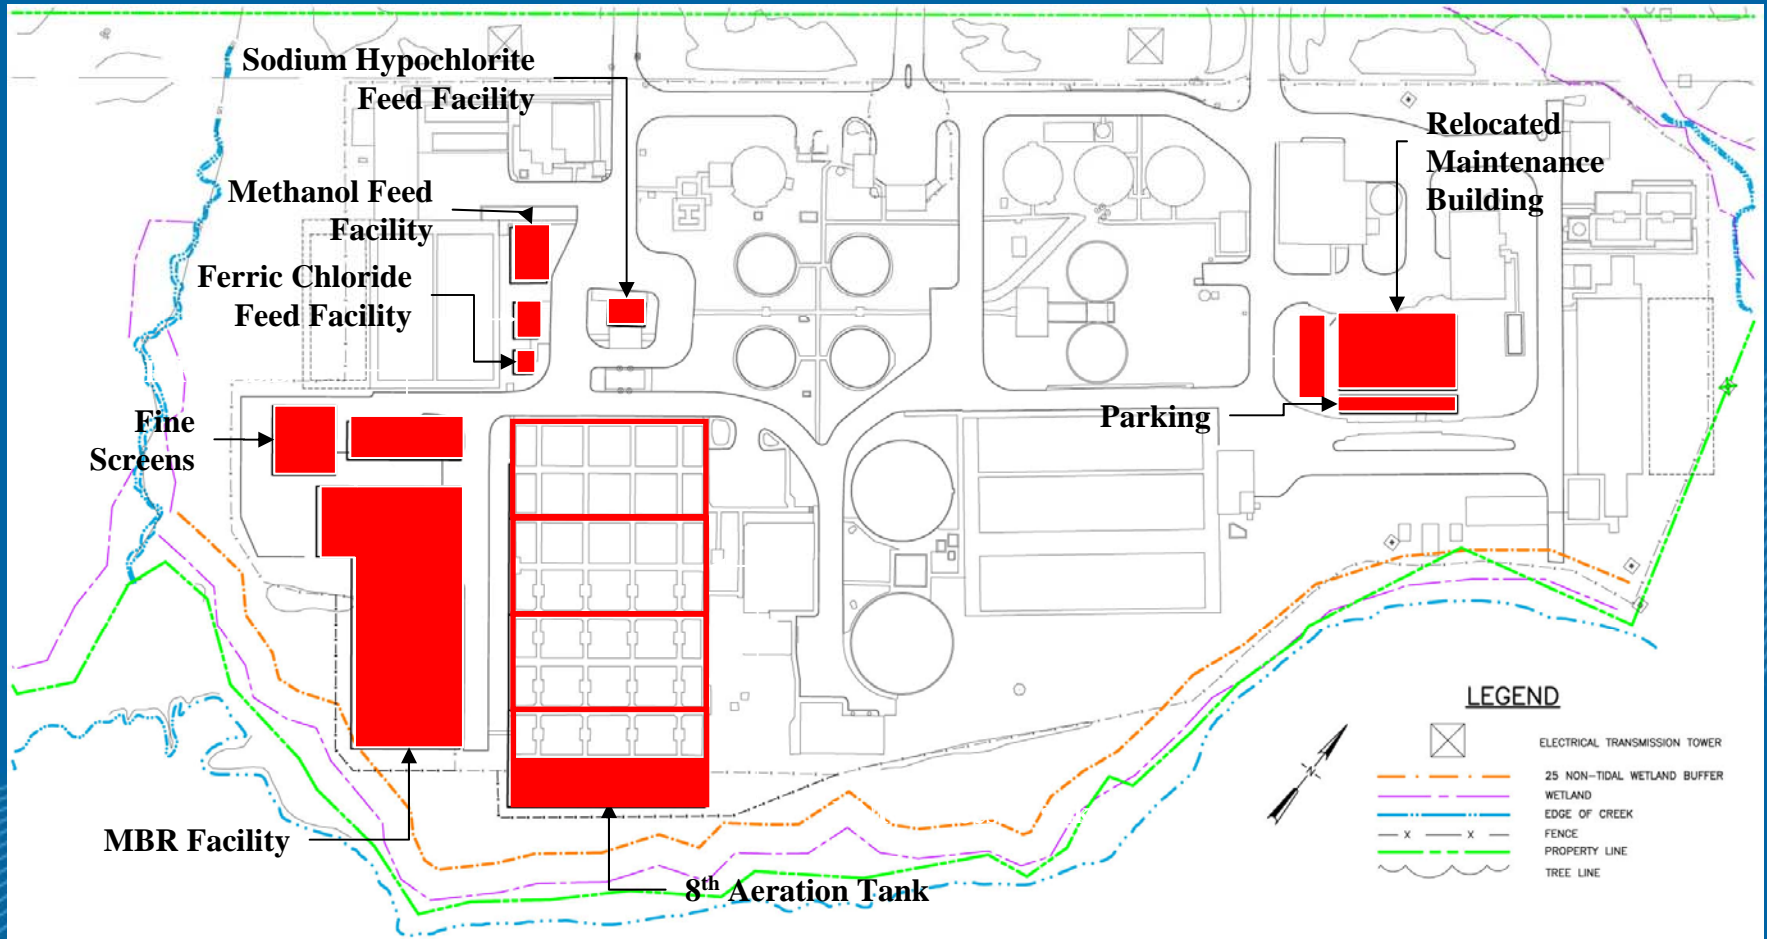 Sodium Hypochlorite
Feed Facility
Methanol Feed
Facility
Ferric Chloride
Feed Facility
Relocated
Maintenance
Building
Parking
Fine
Screens
MBR Facility
8th Aeration Tank
LEGEND
ELECTRICAL TRANSMISSION TOWER
25 NON-TIDAL WETLAND BUFFER
WETLAND
EDGE OF CREEK
x x FENCE
PROPERTY LINE
TREE LINE
N